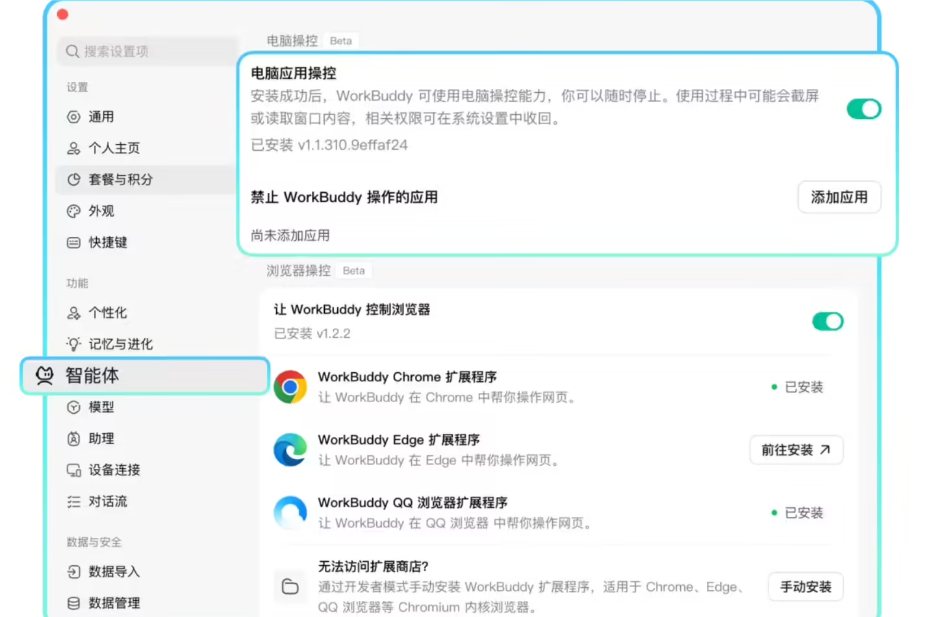 搜索设置项
设置
通用
个人主页
套餐与积分
外观
快捷键
功能
个性化
记忆与进化
智能体
模型
助理
设备连接
对话流
数据与安全
数据导入
数据管理
电脑操控 Beta
电脑应用操控
安装成功后，WorkBuddy 可使用电脑操控能力，你可以随时停止。使用过程中可能会截屏
或读取窗口内容，相关权限可在系统设置中收回。
已安装 v1.1.310.9effaf24
禁止 WorkBuddy 操作的应用
添加应用
尚未添加应用
浏览器操控 Beta
让 WorkBuddy 控制浏览器
已安装 v1.2.2
WorkBuddy Chrome 扩展程序
让 WorkBuddy 在 Chrome 中帮你操作网页。
已安装
WorkBuddy Edge 扩展程序
让 WorkBuddy 在 Edge 中帮你操作网页。
前往安装
WorkBuddy QQ 浏览器扩展程序
让 WorkBuddy 在 QQ 浏览器 中帮你操作网页。
已安装
无法访问扩展商店?
通过开发者模式手动安装 WorkBuddy 扩展程序，适用于 Chrome、Edge、
QQ 浏览器等 Chromium 内核浏览器。
手动安装